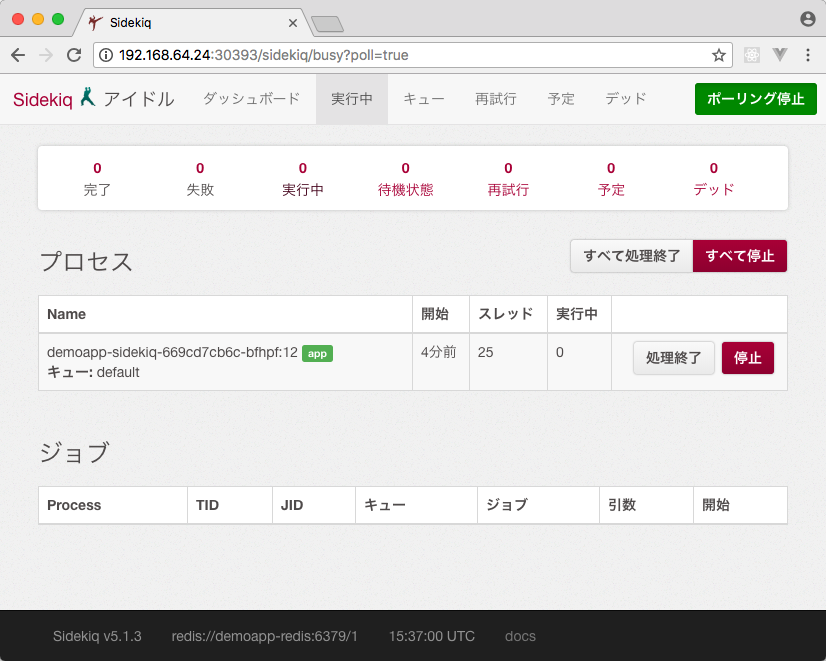 Sidekiq
192.168.64.24:30393/sidekiq/busy?poll=true
Sidekiq アイドル ダッシュボード 実行中 キュー 再試行 予定 デッド ポーリング停止
0 0 0 0 0 0 0
完了 失敗 実行中 待機状態 再試行 予定 デッド
プロセス すべて処理終了 すべて停止
Name 開始 スレッド 実行中
demoapp-sidekiq-669cd7cb6c-bfhpf:12 app 4分前 25 0 処理終了 停止
キュー: default
ジョブ
Process TID JID キュー ジョブ 引数 開始
Sidekiq v5.1.3 redis://demoapp-redis:6379/1 15:37:00 UTC docs